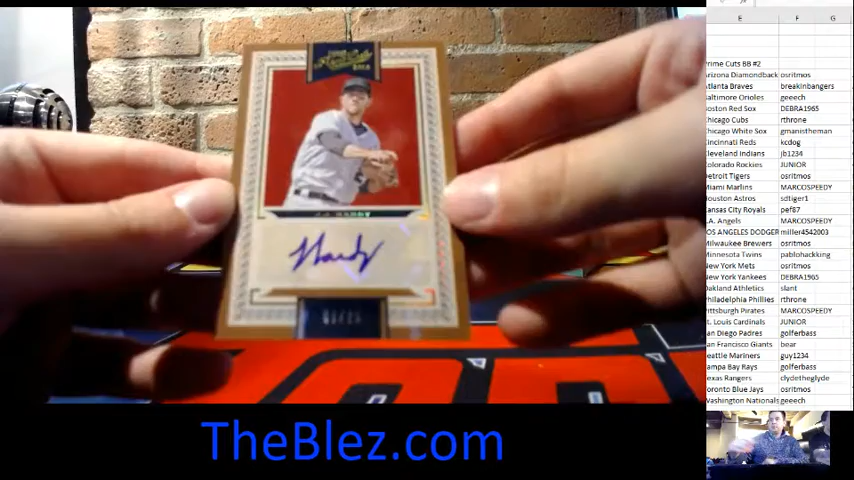 E F G
Prime Cuts BB #2
Arizona Diamondback osritmos
Atlanta Braves breakinbangers
Baltimore Orioles geeech
Boston Red Sox DEBRA1965
Chicago Cubs rthrone
Chicago White Sox gmanistheman
Cincinnati Reds kcdog
Cleveland Indians jb1234
Colorado Rockies JUNIOR
Detroit Tigers osritmos
Miami Marlins MARCOSPEEDY
Houston Astros sdtiger1
Kansas City Royals pef87
L.A. Angels MARCOSPEEDY
LOS ANGELES DODGER miller4542003
Milwaukee Brewers osritmos
Minnesota Twins pablohackking
New York Mets osritmos
New York Yankees DEBRA1965
Oakland Athletics slant
Philadelphia Phillies rthrone
Pittsburgh Pirates MARCOSPEEDY
St. Louis Cardinals JUNIOR
San Diego Padres golferbass
San Francisco Giants bear
Seattle Mariners guy1234
Tampa Bay Rays golferbass
Texas Rangers clydetheglyde
Toronto Blue Jays osritmos
Washington Nationals geeech
J.J. HARDY
JHardy
TheBlez.com